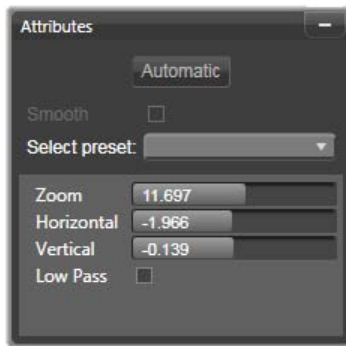 Attributes
Automatic
Smooth
Select preset:
Zoom 11.697
Horizontal -1.966
Vertical -0.139
Low Pass